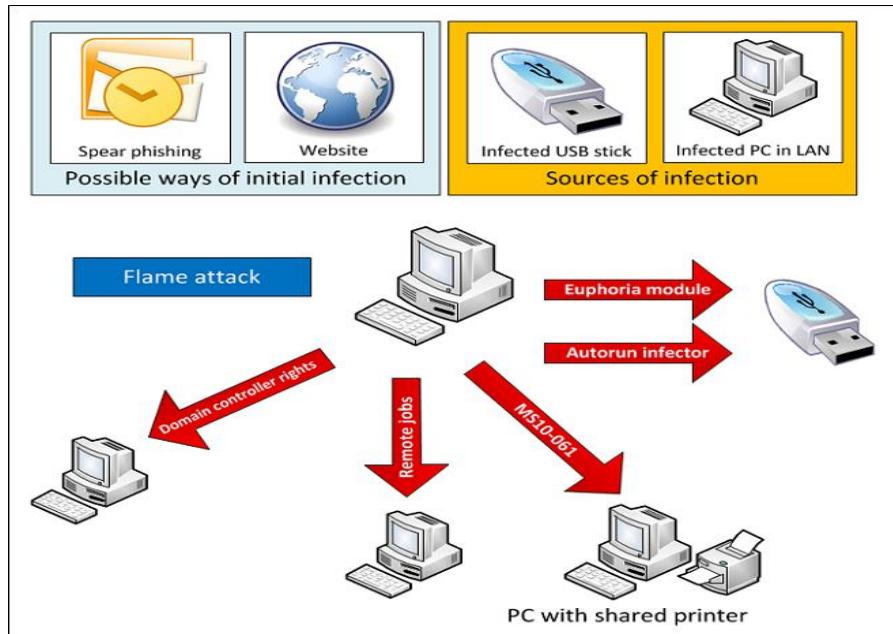 Spear phishing
Website
Possible ways of initial infection
Infected USB stick
Infected PC in LAN
Sources of infection
Flame attack
Euphoria module
Autorun infector
Domain controller rights
Remote jobs
MS10-061
PC with shared printer